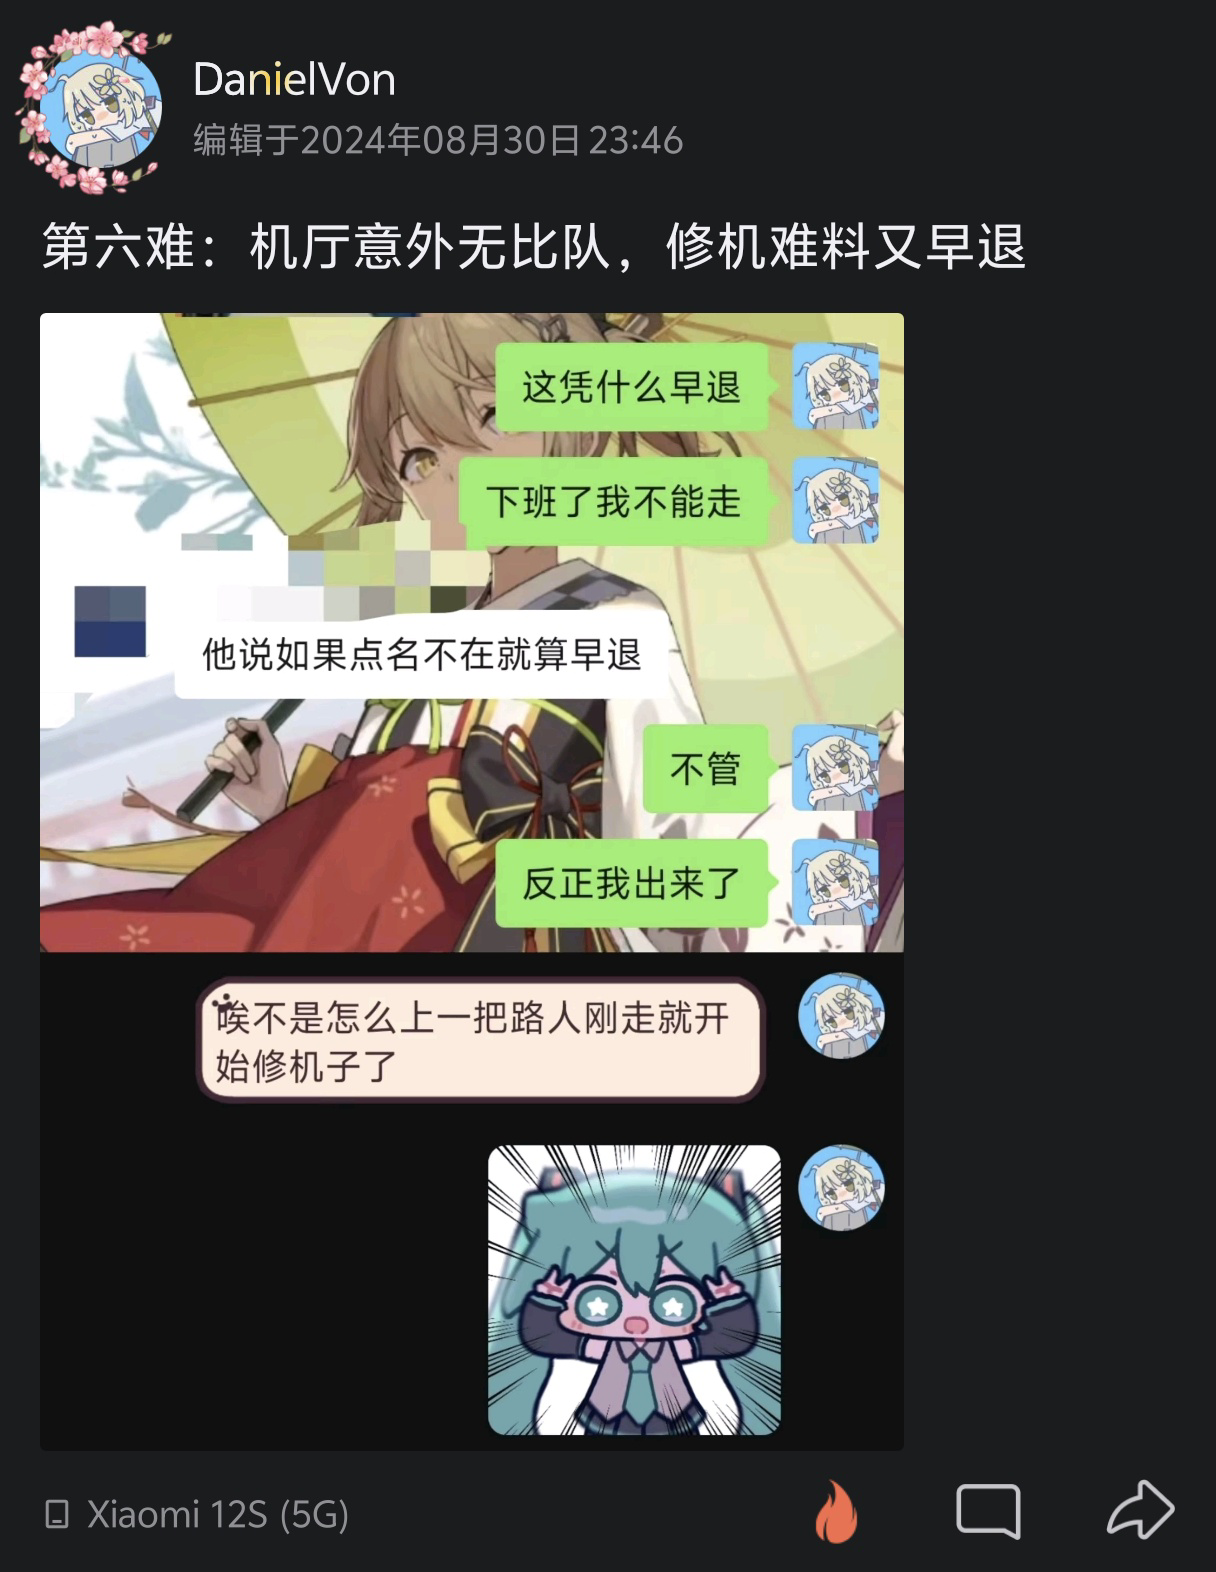 DanielVon
编辑于2024年08月30日 23:46
第六难：机厅意外无比队，修机难料又早退
这凭什么早退
下班了我不能走
他说如果点名不在就算早退
不管
反正我出来了
唉不是怎么上一把路人刚走就开
始修机子了
Xiaomi 12S (5G)